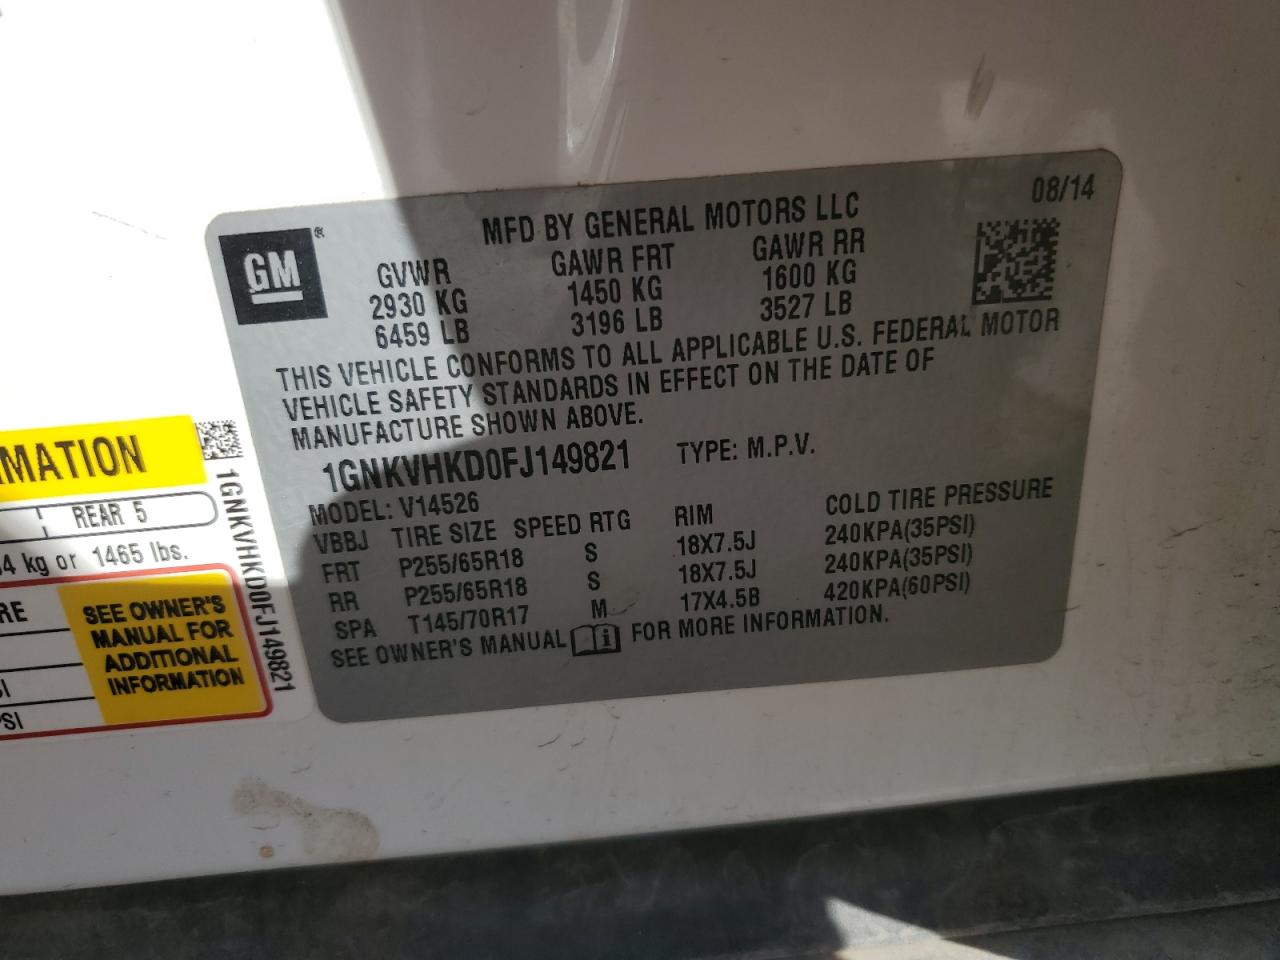 08/14
MFD BY GENERAL MOTORS LLC
GM®
GVWR GAWR FRT GAWR RR
2930 KG 1450 KG 1600 KG
6459 LB 3196 LB 3527 LB
THIS VEHICLE CONFORMS TO ALL APPLICABLE U.S. FEDERAL MOTOR
VEHICLE SAFETY STANDARDS IN EFFECT ON THE DATE OF
MANUFACTURE SHOWN ABOVE.
1GNKVHKD0FJ149821 TYPE: M.P.V.
MODEL: V14526
VBBJ TIRE SIZE SPEED RTG RIM COLD TIRE PRESSURE
FRT P255/65R18 S 18X7.5J 240KPA(35PSI)
RR P255/65R18 S 18X7.5J 240KPA(35PSI)
SPA T145/70R17 M 17X4.5B 420KPA(60PSI)
SEE OWNER'S MANUAL FOR MORE INFORMATION.
MATION
REAR 5
4 kg or 1465 lbs.
RE
SI
PSI
SEE OWNER'S
MANUAL FOR
ADDITIONAL
INFORMATION
1GNKVHKD0FJ149821